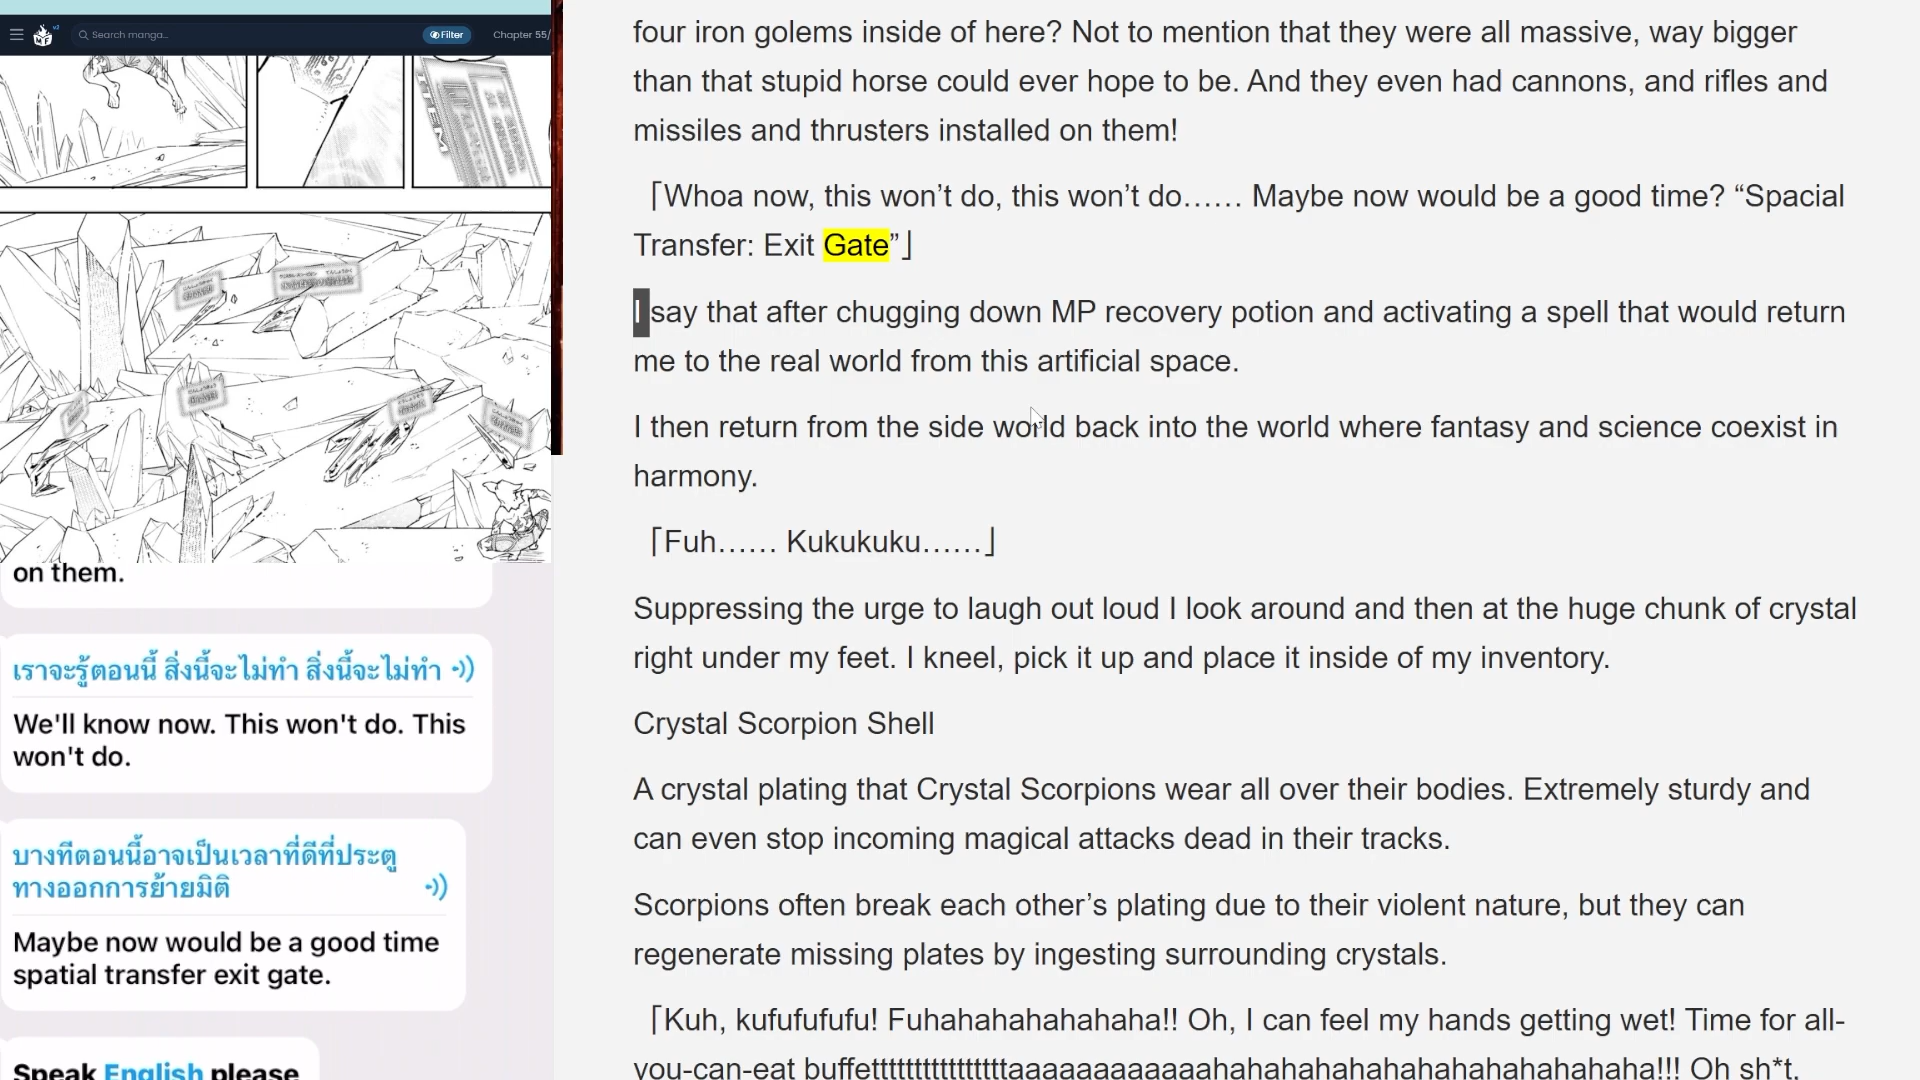 Search manga...
Filter
Chapter 55/
on them.
เราจะรู้ตอนนี้ สิ่งนี้จะไม่ทำ สิ่งนี้จะไม่ทำ
We'll know now. This won't do. This
won't do.
บางทีตอนนี้อาจเป็นเวลาที่ดีที่ประตู
ทางออกการย้ายมิติ
Maybe now would be a good time
spatial transfer exit gate.
Speak English please
four iron golems inside of here? Not to mention that they were all massive, way bigger
than that stupid horse could ever hope to be. And they even had cannons, and rifles and
missiles and thrusters installed on them!
⌈Whoa now, this won’t do, this won’t do…… Maybe now would be a good time? “Spacial
Transfer: Exit Gate”⌋
I say that after chugging down MP recovery potion and activating a spell that would return
me to the real world from this artificial space.
I then return from the side world back into the world where fantasy and science coexist in
harmony.
⌈Fuh…… Kukukuku……⌋
Suppressing the urge to laugh out loud I look around and then at the huge chunk of crystal
right under my feet. I kneel, pick it up and place it inside of my inventory.
Crystal Scorpion Shell
A crystal plating that Crystal Scorpions wear all over their bodies. Extremely sturdy and
can even stop incoming magical attacks dead in their tracks.
Scorpions often break each other’s plating due to their violent nature, but they can
regenerate missing plates by ingesting surrounding crystals.
⌈Kuh, kufufufufu! Fuhahahahahahaha!! Oh, I can feel my hands getting wet! Time for all-
you-can-eat buffetttttttttttttttttaaaaaaaaaaaahahahahahahahahahahahahahaha!!! Oh sh*t,